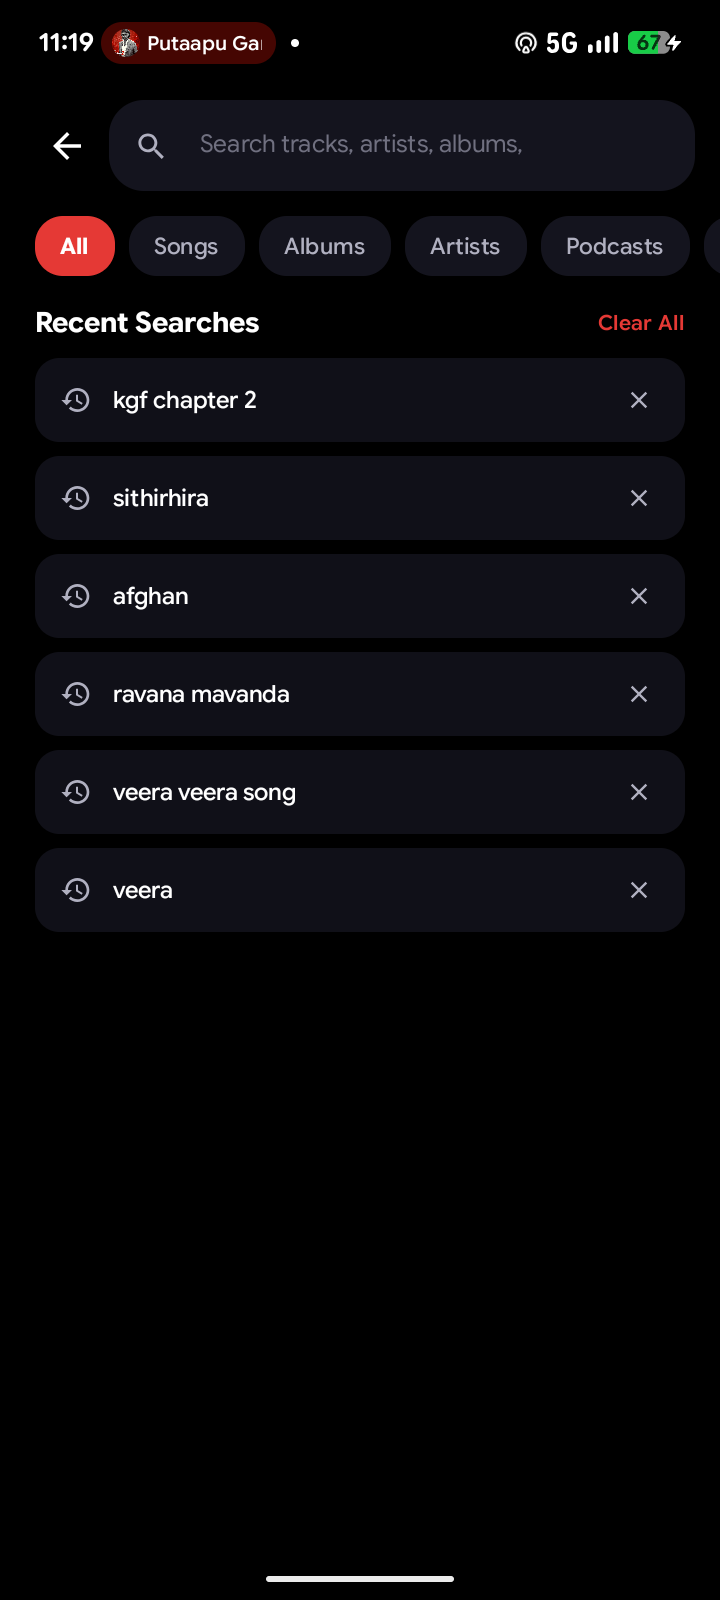 11:19 Putaapu Ga 5G 67
Search tracks, artists, albums,
All Songs Albums Artists Podcasts
Recent Searches Clear All
kgf chapter 2
sithirhira
afghan
ravana mavanda
veera veera song
veera